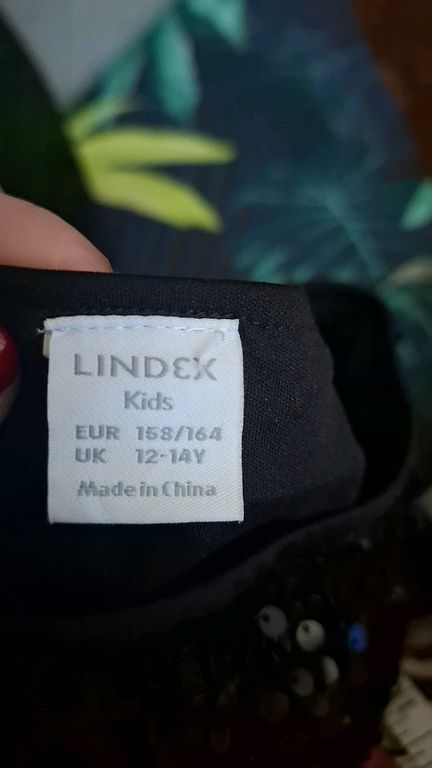 LINDEX
Kids
EUR 158/164
UK 12-14Y
Made in China